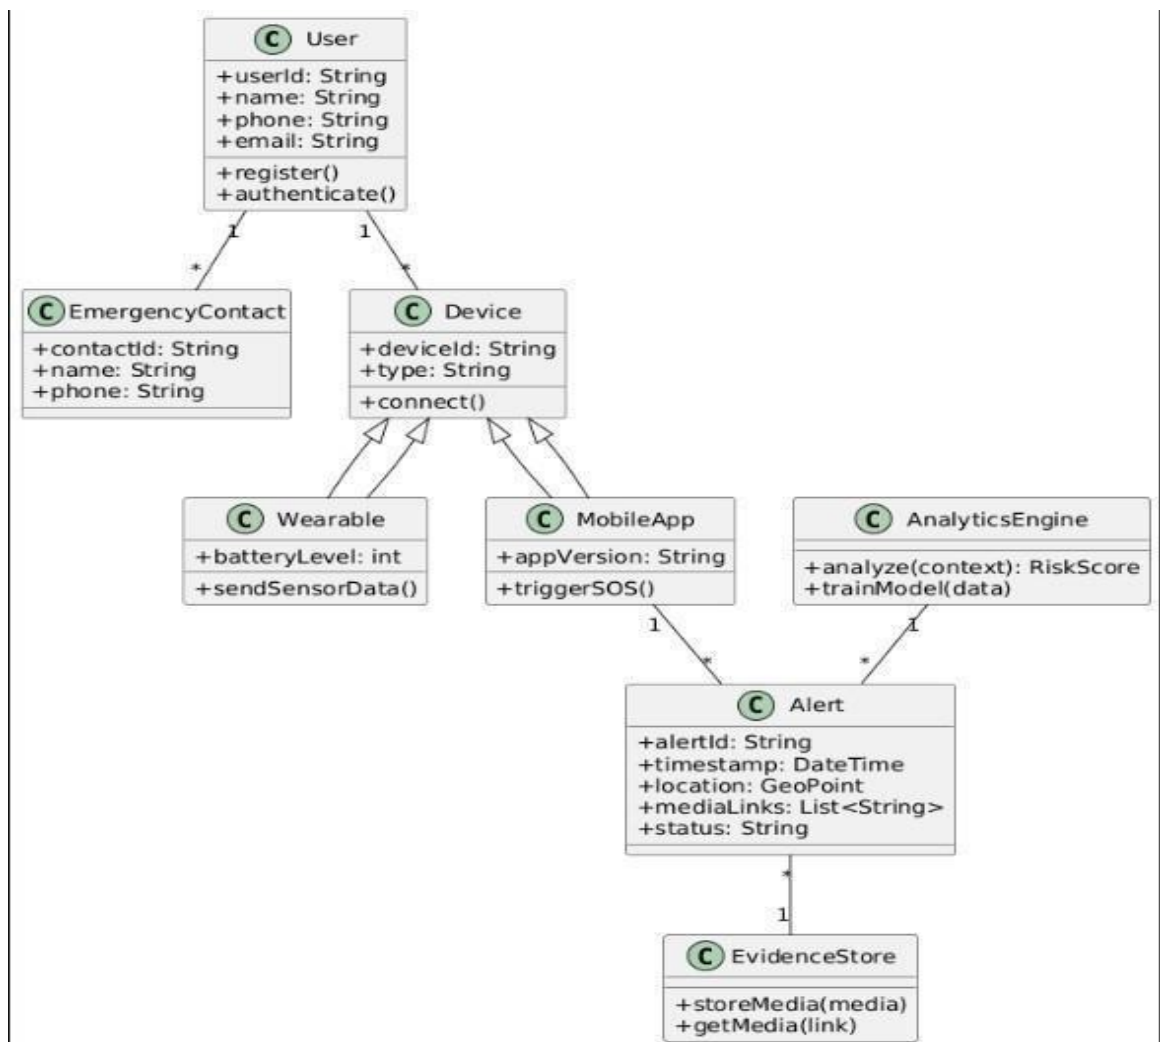 C User
+userId: String
+name: String
+phone: String
+email: String
+register()
+authenticate()
1
1
*
*
C EmergencyContact
+contactId: String
+name: String
+phone: String
C Device
+deviceId: String
+type: String
+connect()
C Wearable
+batteryLevel: int
+sendSensorData()
C MobileApp
+appVersion: String
+triggerSOS()
C AnalyticsEngine
+analyze(context): RiskScore
+trainModel(data)
1
1
*
*
C Alert
+alertId: String
+timestamp: DateTime
+location: GeoPoint
+mediaLinks: List<String>
+status: String
*
1
C EvidenceStore
+storeMedia(media)
+getMedia(link)